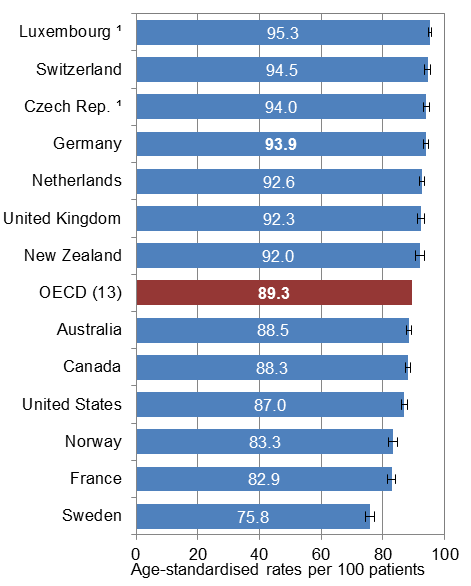 Luxembourg ¹ 95.3
Switzerland 94.5
Czech Rep. ¹ 94.0
Germany 93.9
Netherlands 92.6
United Kingdom 92.3
New Zealand 92.0
OECD (13) 89.3
Australia 88.5
Canada 88.3
United States 87.0
Norway 83.3
France 82.9
Sweden 75.8
0 20 40 60 80 100
Age-standardised rates per 100 patients